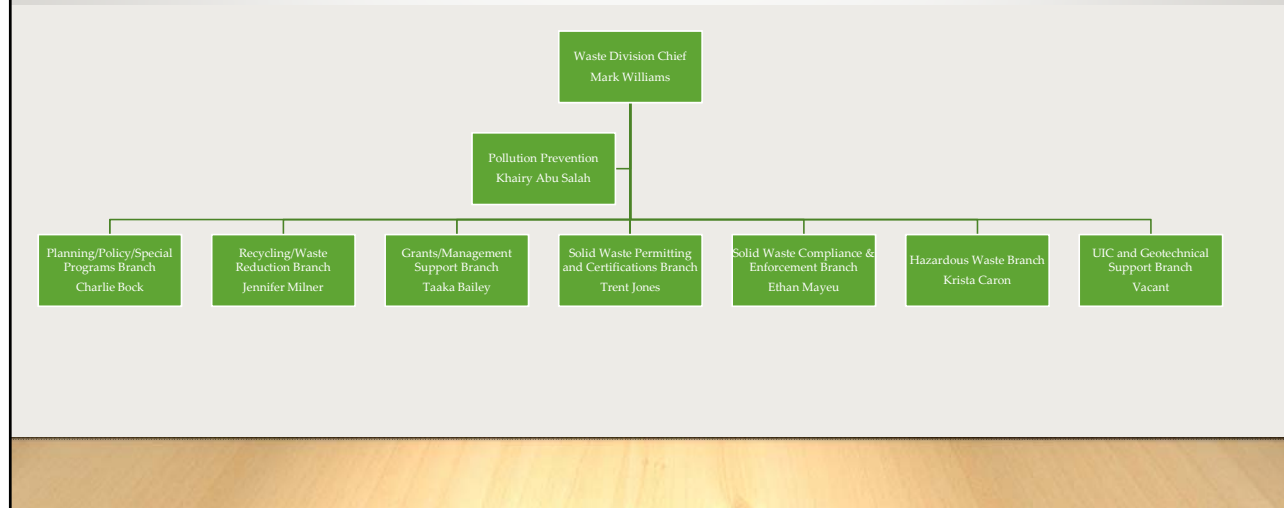 Waste Division Chief
Mark Williams
Pollution Prevention
Khairy Abu Salah
Planning/Policy/Special
Programs Branch
Charlie Bock
Recycling/Waste
Reduction Branch
Jennifer Milner
Grants/Management
Support Branch
Taaka Bailey
Solid Waste Permitting
and Certifications Branch
Trent Jones
Solid Waste Compliance &
Enforcement Branch
Ethan Mayeu
Hazardous Waste Branch
Krista Caron
UIC and Geotechnical
Support Branch
Vacant